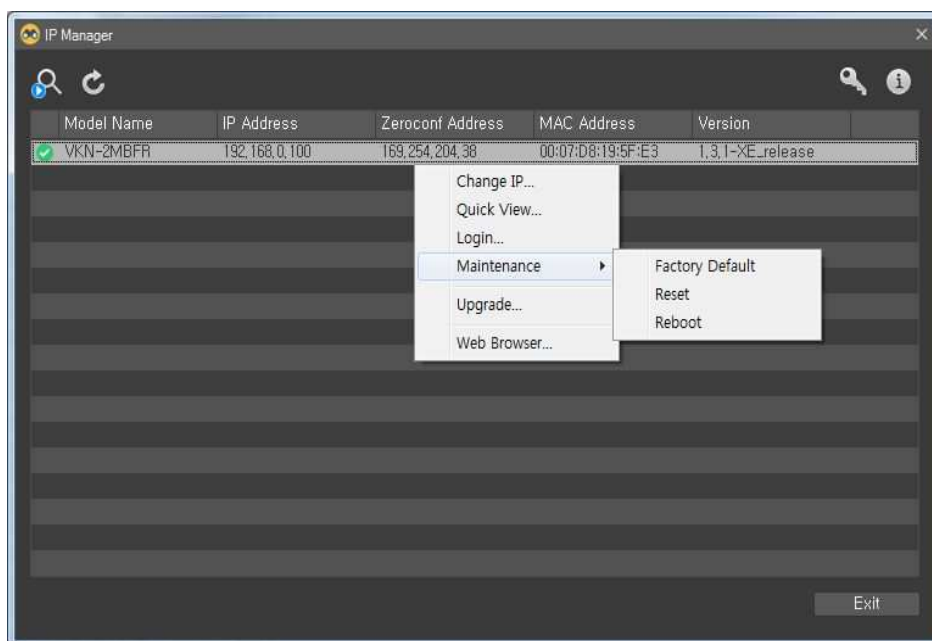 IP Manager
Model Name IP Address Zeroconf Address MAC Address Version
VKN-2MBFR 192,168,0,100 169,254,204,38 00:07:D8:19:5F:E3 1,3,1-XE_release
Change IP...
Quick View...
Login...
Maintenance
Factory Default
Reset
Reboot
Upgrade...
Web Browser...
Exit